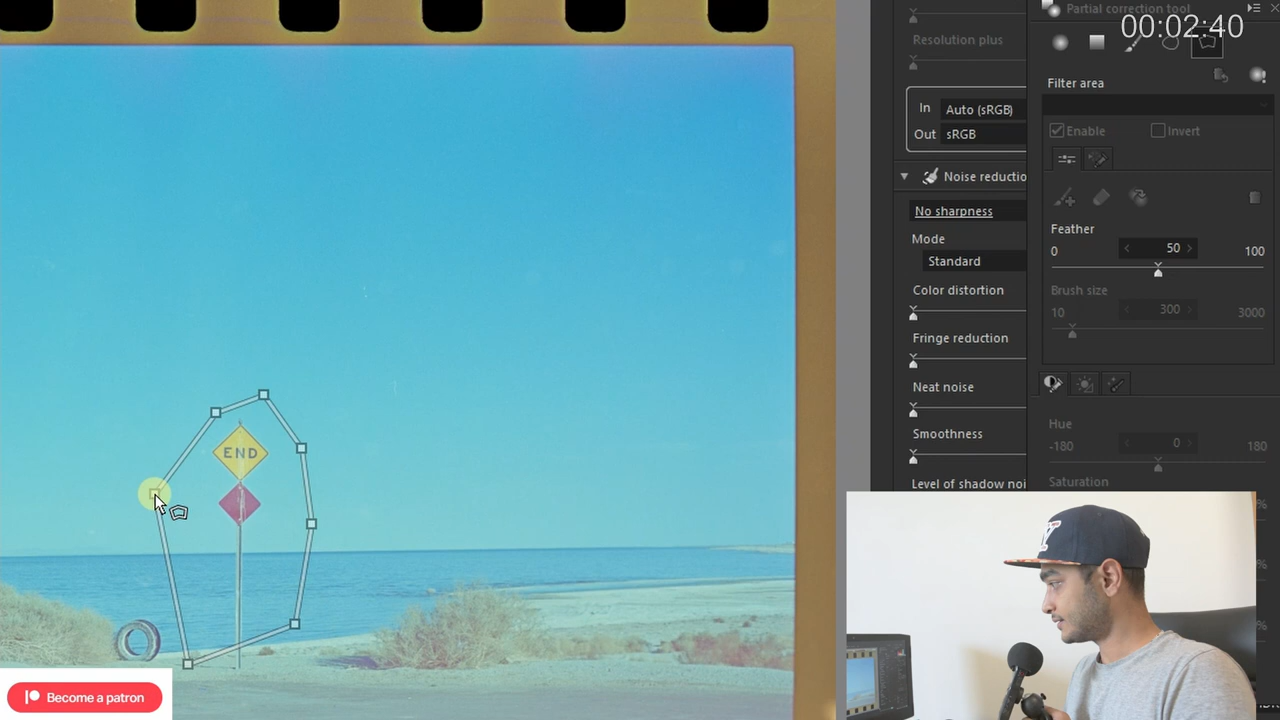 Partial correction tool
00:02:40
Resolution plus
Filter area
In Auto (sRGB)
Enable Invert
Out sRGB
Noise reductio
No sharpness
Feather
Mode
0 50 100
Standard
Color distortion
Brush size
10 300 3000
Fringe reduction
Neat noise
Hue
Smoothness
-180 0 180
END
Level of shadow noi
Saturation
%
%
%
Become a patron